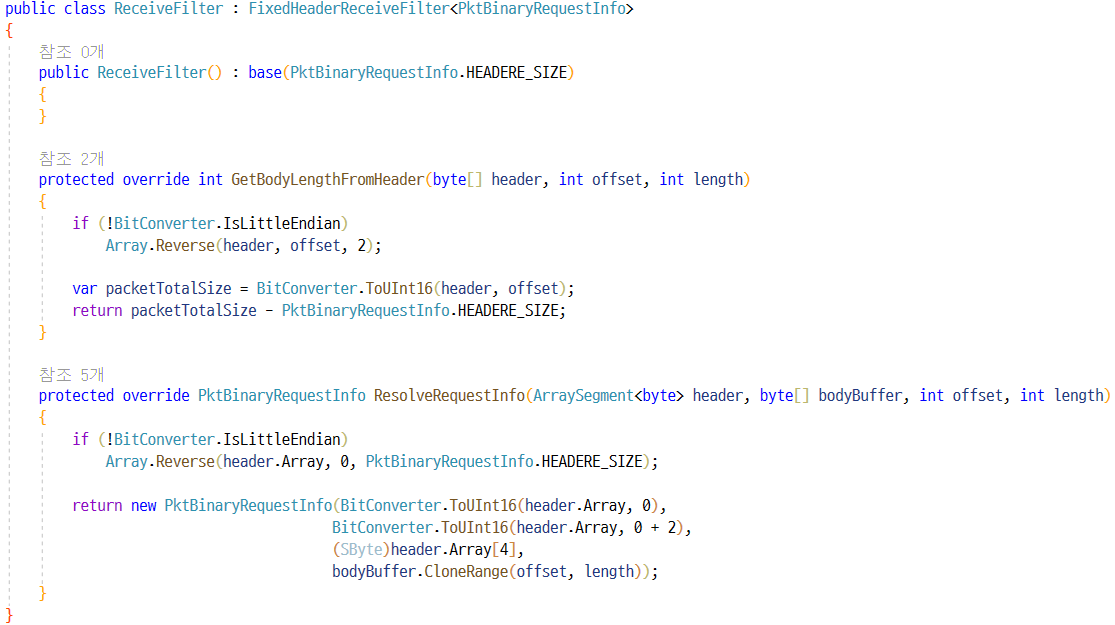 public class ReceiveFilter : FixedHeaderReceiveFilter<PktBinaryRequestInfo>
{
참조 0개
public ReceiveFilter() : base(PktBinaryRequestInfo.HEADERE_SIZE)
{
}
참조 2개
protected override int GetBodyLengthFromHeader(byte[] header, int offset, int length)
{
if (!BitConverter.IsLittleEndian)
Array.Reverse(header, offset, 2);
var packetTotalSize = BitConverter.ToUInt16(header, offset);
return packetTotalSize - PktBinaryRequestInfo.HEADERE_SIZE;
}
참조 5개
protected override PktBinaryRequestInfo ResolveRequestInfo(ArraySegment<byte> header, byte[] bodyBuffer, int offset, int length)
{
if (!BitConverter.IsLittleEndian)
Array.Reverse(header.Array, 0, PktBinaryRequestInfo.HEADERE_SIZE);
return new PktBinaryRequestInfo(BitConverter.ToUInt16(header.Array, 0),
BitConverter.ToUInt16(header.Array, 0 + 2),
(SByte)header.Array[4],
bodyBuffer.CloneRange(offset, length));
}
}